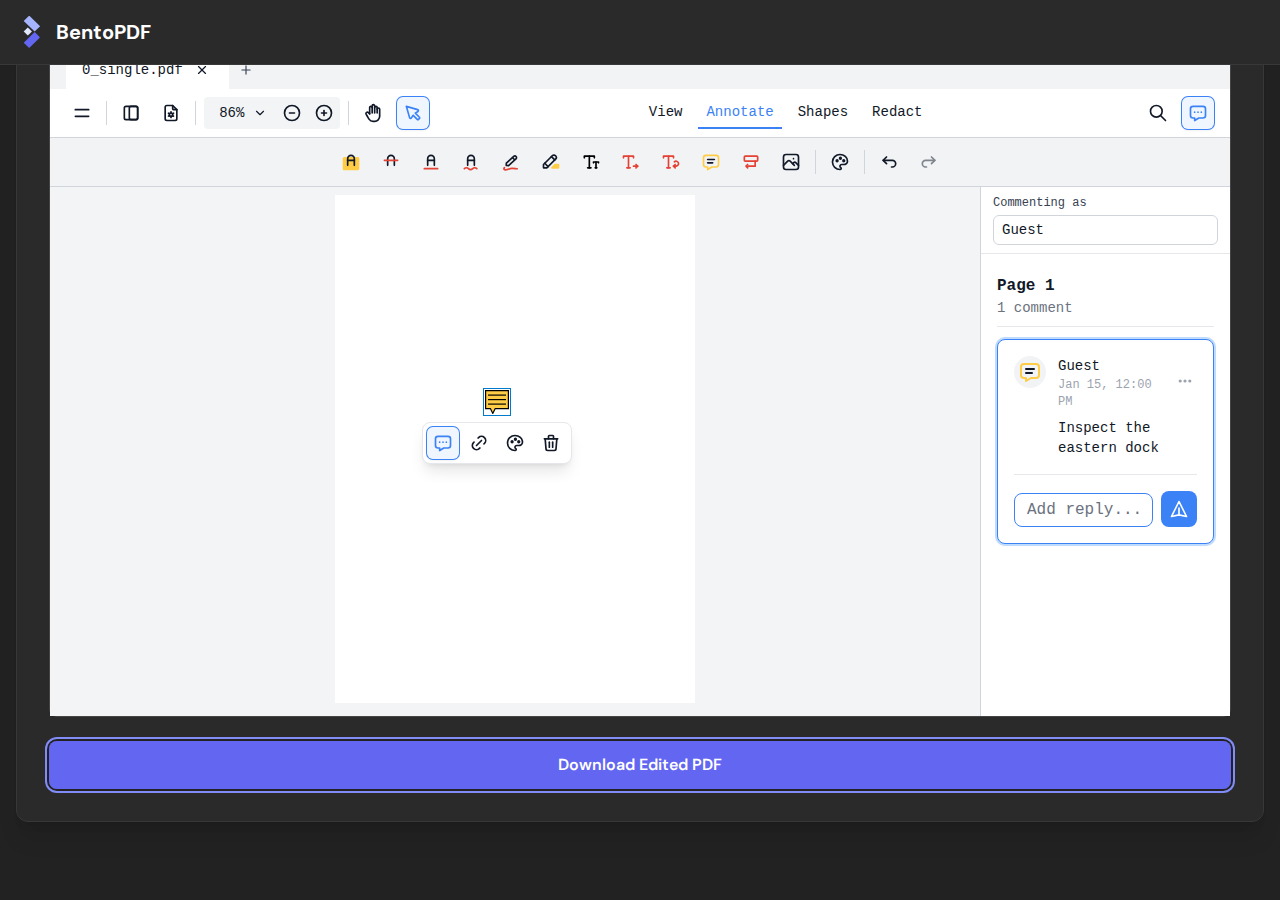 BentoPDF
0_single.pdf
86%
View Annotate Shapes Redact
Commenting as
Guest
Page 1
1 comment
Guest
Jan 15, 12:00
PM
Inspect the
eastern dock
Add reply...
Download Edited PDF